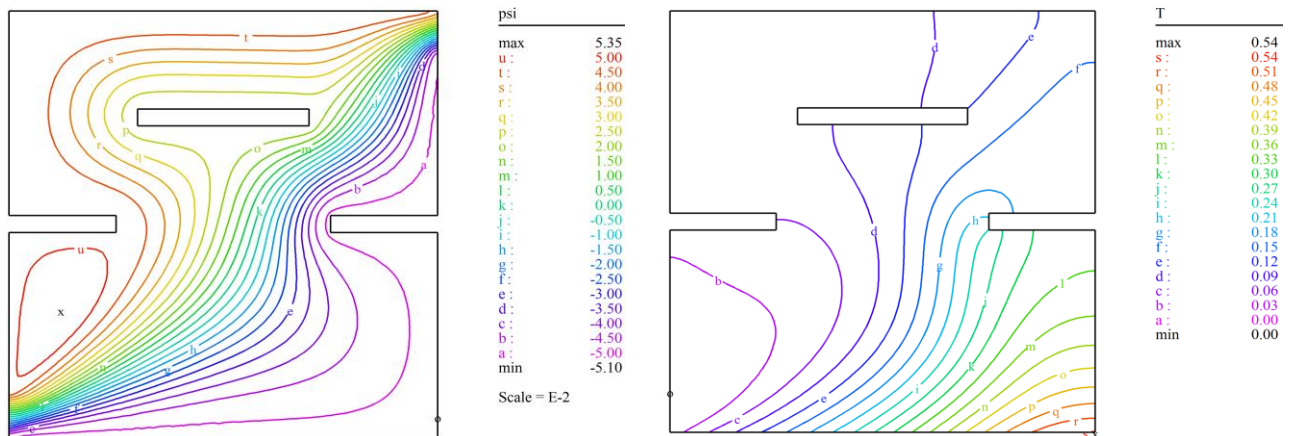 psi
max 5.35
u : 5.00
t : 4.50
s : 4.00
r : 3.50
q : 3.00
p : 2.50
o : 2.00
n : 1.50
m : 1.00
l : 0.50
k : 0.00
j : -0.50
i : -1.00
h : -1.50
g : -2.00
f : -2.50
e : -3.00
d : -3.50
c : -4.00
b : -4.50
a : -5.00
min -5.10
Scale = E-2
t
s
l
d
j
p
o
m
r
q
a
b
k
u
x
e
h
n
g
f
e
T
max 0.54
s : 0.54
r : 0.51
q : 0.48
p : 0.45
o : 0.42
n : 0.39
m : 0.36
l : 0.33
k : 0.30
j : 0.27
i : 0.24
h : 0.21
g : 0.18
f : 0.15
e : 0.12
d : 0.09
c : 0.06
b : 0.03
a : 0.00
min 0.00
e
d
f
h
d
g
b
l
j
m
k
o
i
e
p
n
q
c
r